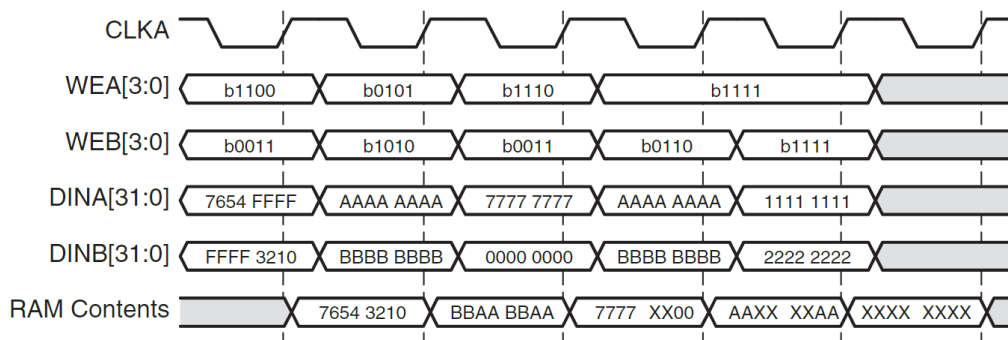 CLKA
WEA[3:0] b1100 b0101 b1110 b1111
WEB[3:0] b0011 b1010 b0011 b0110 b1111
DINA[31:0] 7654 FFFF AAAA AAAA 7777 7777 AAAA AAAA 1111 1111
DINB[31:0] FFFF 3210 BBBB BBBB 0000 0000 BBBB BBBB 2222 2222
RAM Contents 7654 3210 BBAA BBAA 7777 XX00 AAXX XXAA XXXX XXXX